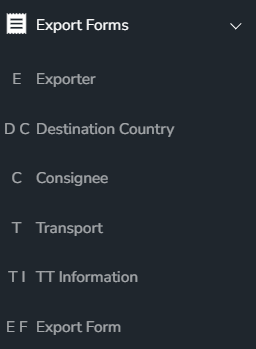 Export Forms
E Exporter
D C Destination Country
C Consignee
T Transport
T I TT Information
E F Export Form